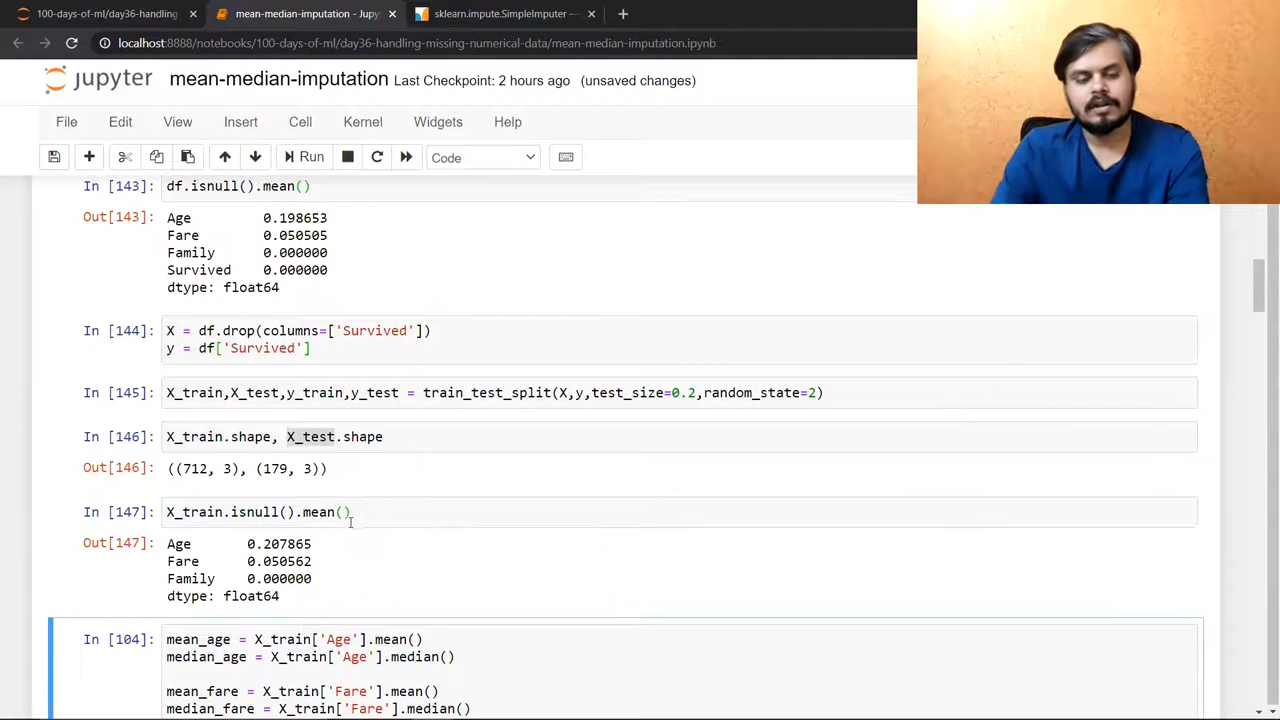 100-days-of-ml/day36-handling
mean-median-imputation - Jupy
sklearn.impute.SimpleImputer —
localhost:8888/notebooks/100-days-of-ml/day36-handling-missing-numerical-data/mean-median-imputation.ipynb
jupyter mean-median-imputation Last Checkpoint: 2 hours ago (unsaved changes)
File Edit View Insert Cell Kernel Widgets Help
Run Code
In [143]: df.isnull().mean()
Out[143]: Age 0.198653
Fare 0.050505
Family 0.000000
Survived 0.000000
dtype: float64
In [144]: X = df.drop(columns=['Survived'])
y = df['Survived']
In [145]: X_train,X_test,y_train,y_test = train_test_split(X,y,test_size=0.2,random_state=2)
In [146]: X_train.shape, X_test.shape
Out[146]: ((712, 3), (179, 3))
In [147]: X_train.isnull().mean()
Out[147]: Age 0.207865
Fare 0.050562
Family 0.000000
dtype: float64
In [104]: mean_age = X_train['Age'].mean()
median_age = X_train['Age'].median()
mean_fare = X_train['Fare'].mean()
median_fare = X_train['Fare'].median()